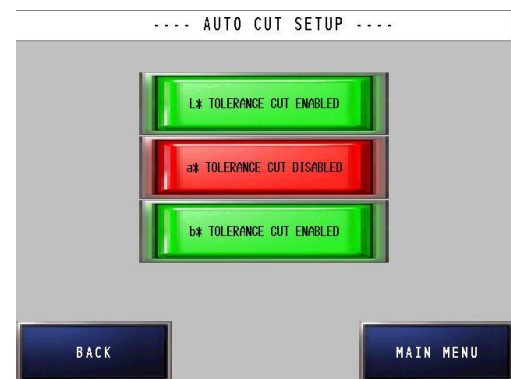 ---- AUTO CUT SETUP ----
L* TOLERANCE CUT ENABLED
a* TOLERANCE CUT DISABLED
b* TOLERANCE CUT ENABLED
BACK
MAIN MENU